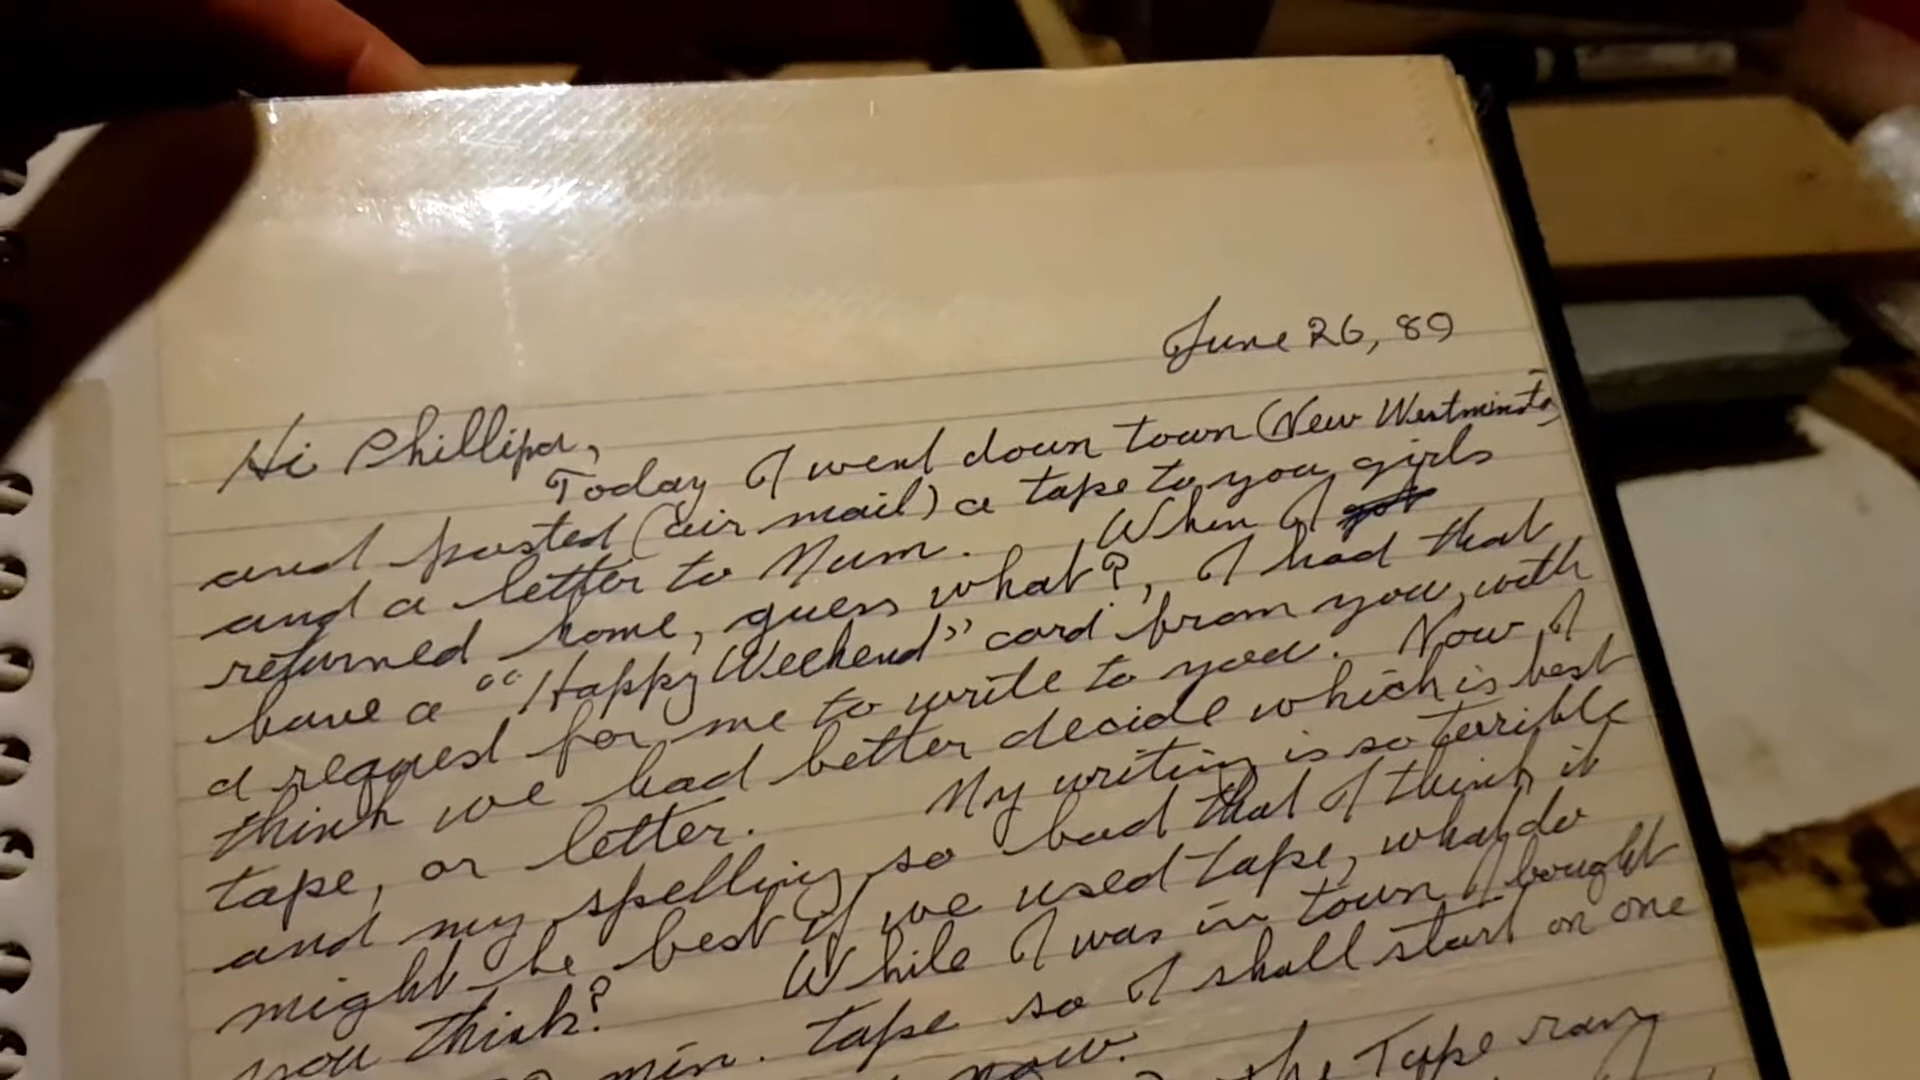 June 26, 89
Hi Phillipa,
Today I went down town (New Westminster)
and posted (air mail) a tape to you girls
and a letter to Mum. When I got
returned home, guess what?, I had that
have a "Happy Weekend" card from you, with
a request for me to write to you. Now I
think we had better decide which is best
tape, or letter. My writing is so terrible
and my spelling so bad that I think it
might be best if we used tape, what do
you think? While I was in town I bought
min. tape so I shall start on one
now.
the Tape ran